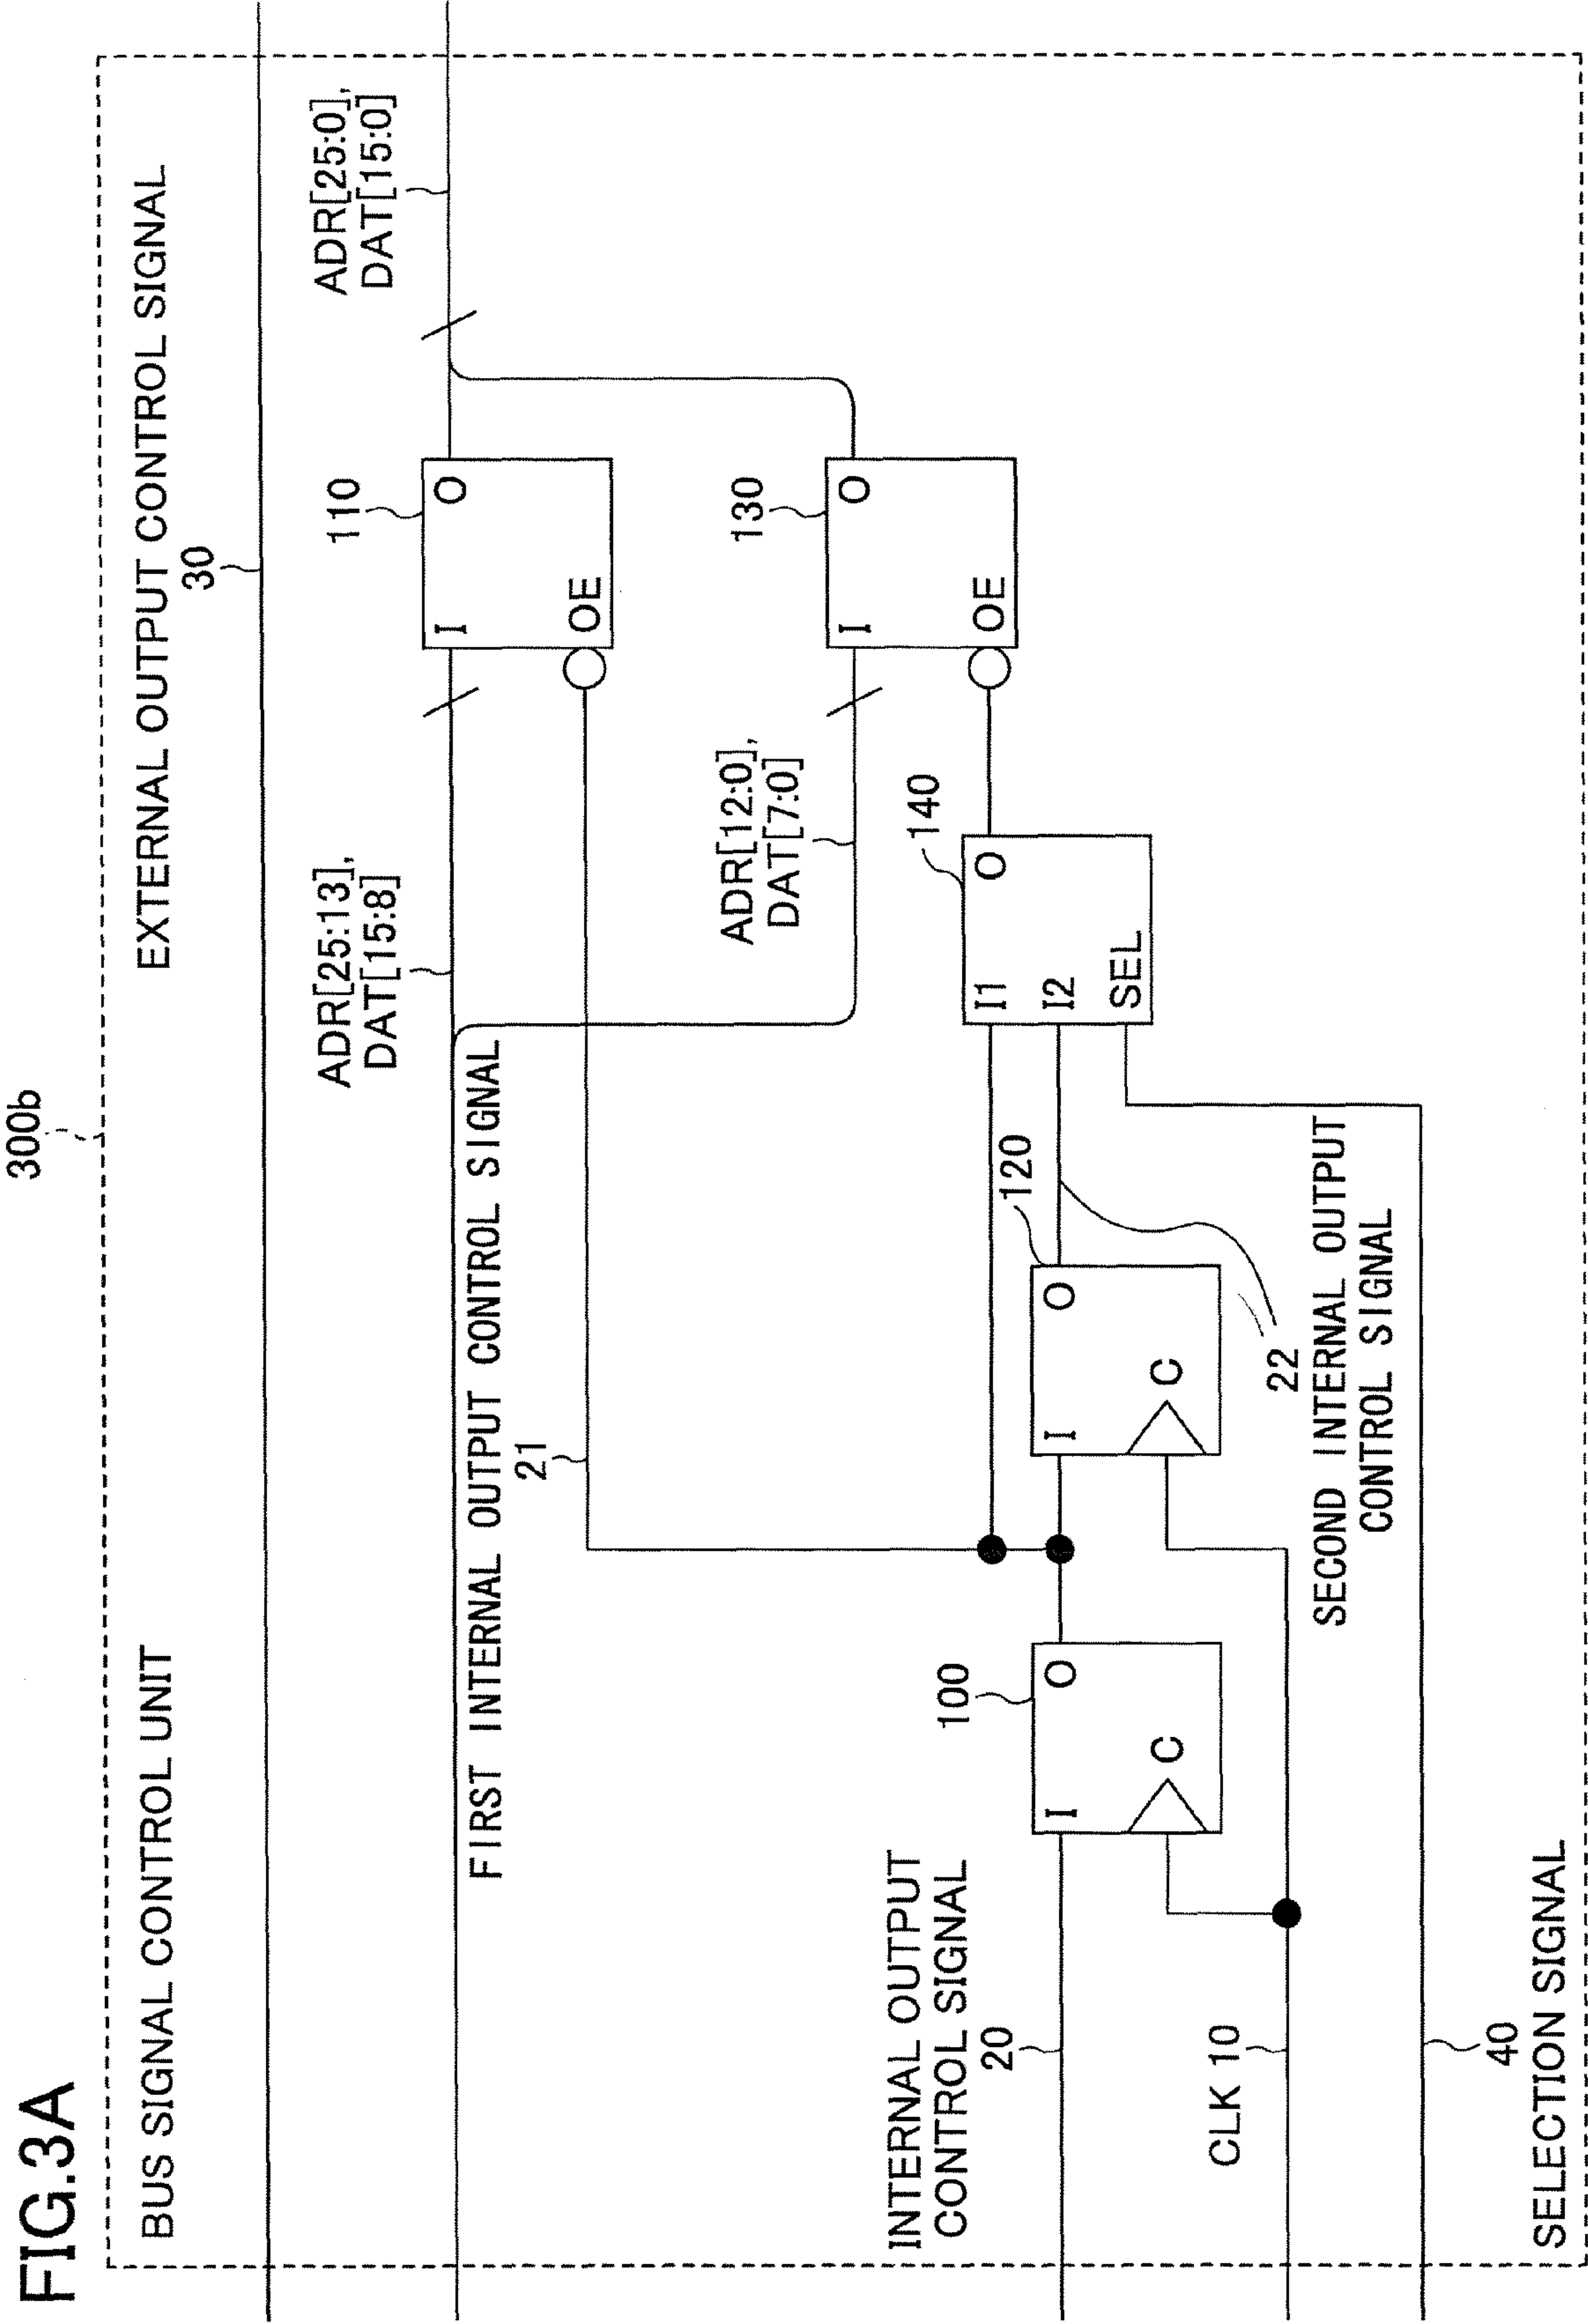 FIG.3A
300b
BUS SIGNAL CONTROL UNIT
EXTERNAL OUTPUT CONTROL SIGNAL
30
ADR[25:13],
DAT[15:8]
110
I
O
OE
ADR[25:0],
DAT[15:0]
FIRST INTERNAL OUTPUT CONTROL SIGNAL
21
ADR[12:0],
DAT[7:0]
130
I
O
OE
140
I1
O
I2
SEL
INTERNAL OUTPUT
CONTROL SIGNAL
20
100
I
O
C
120
I
O
C
CLK 10
22
SECOND INTERNAL OUTPUT
CONTROL SIGNAL
40
SELECTION SIGNAL